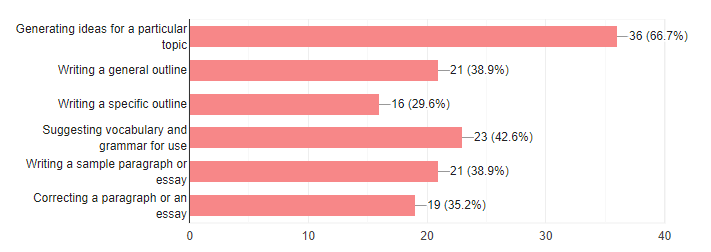 Generating ideas for a particular
topic
36 (66.7%)
Writing a general outline
21 (38.9%)
Writing a specific outline
16 (29.6%)
Suggesting vocabulary and
grammar for use
23 (42.6%)
Writing a sample paragraph or
essay
21 (38.9%)
Correcting a paragraph or an
essay
19 (35.2%)
0 10 20 30 40